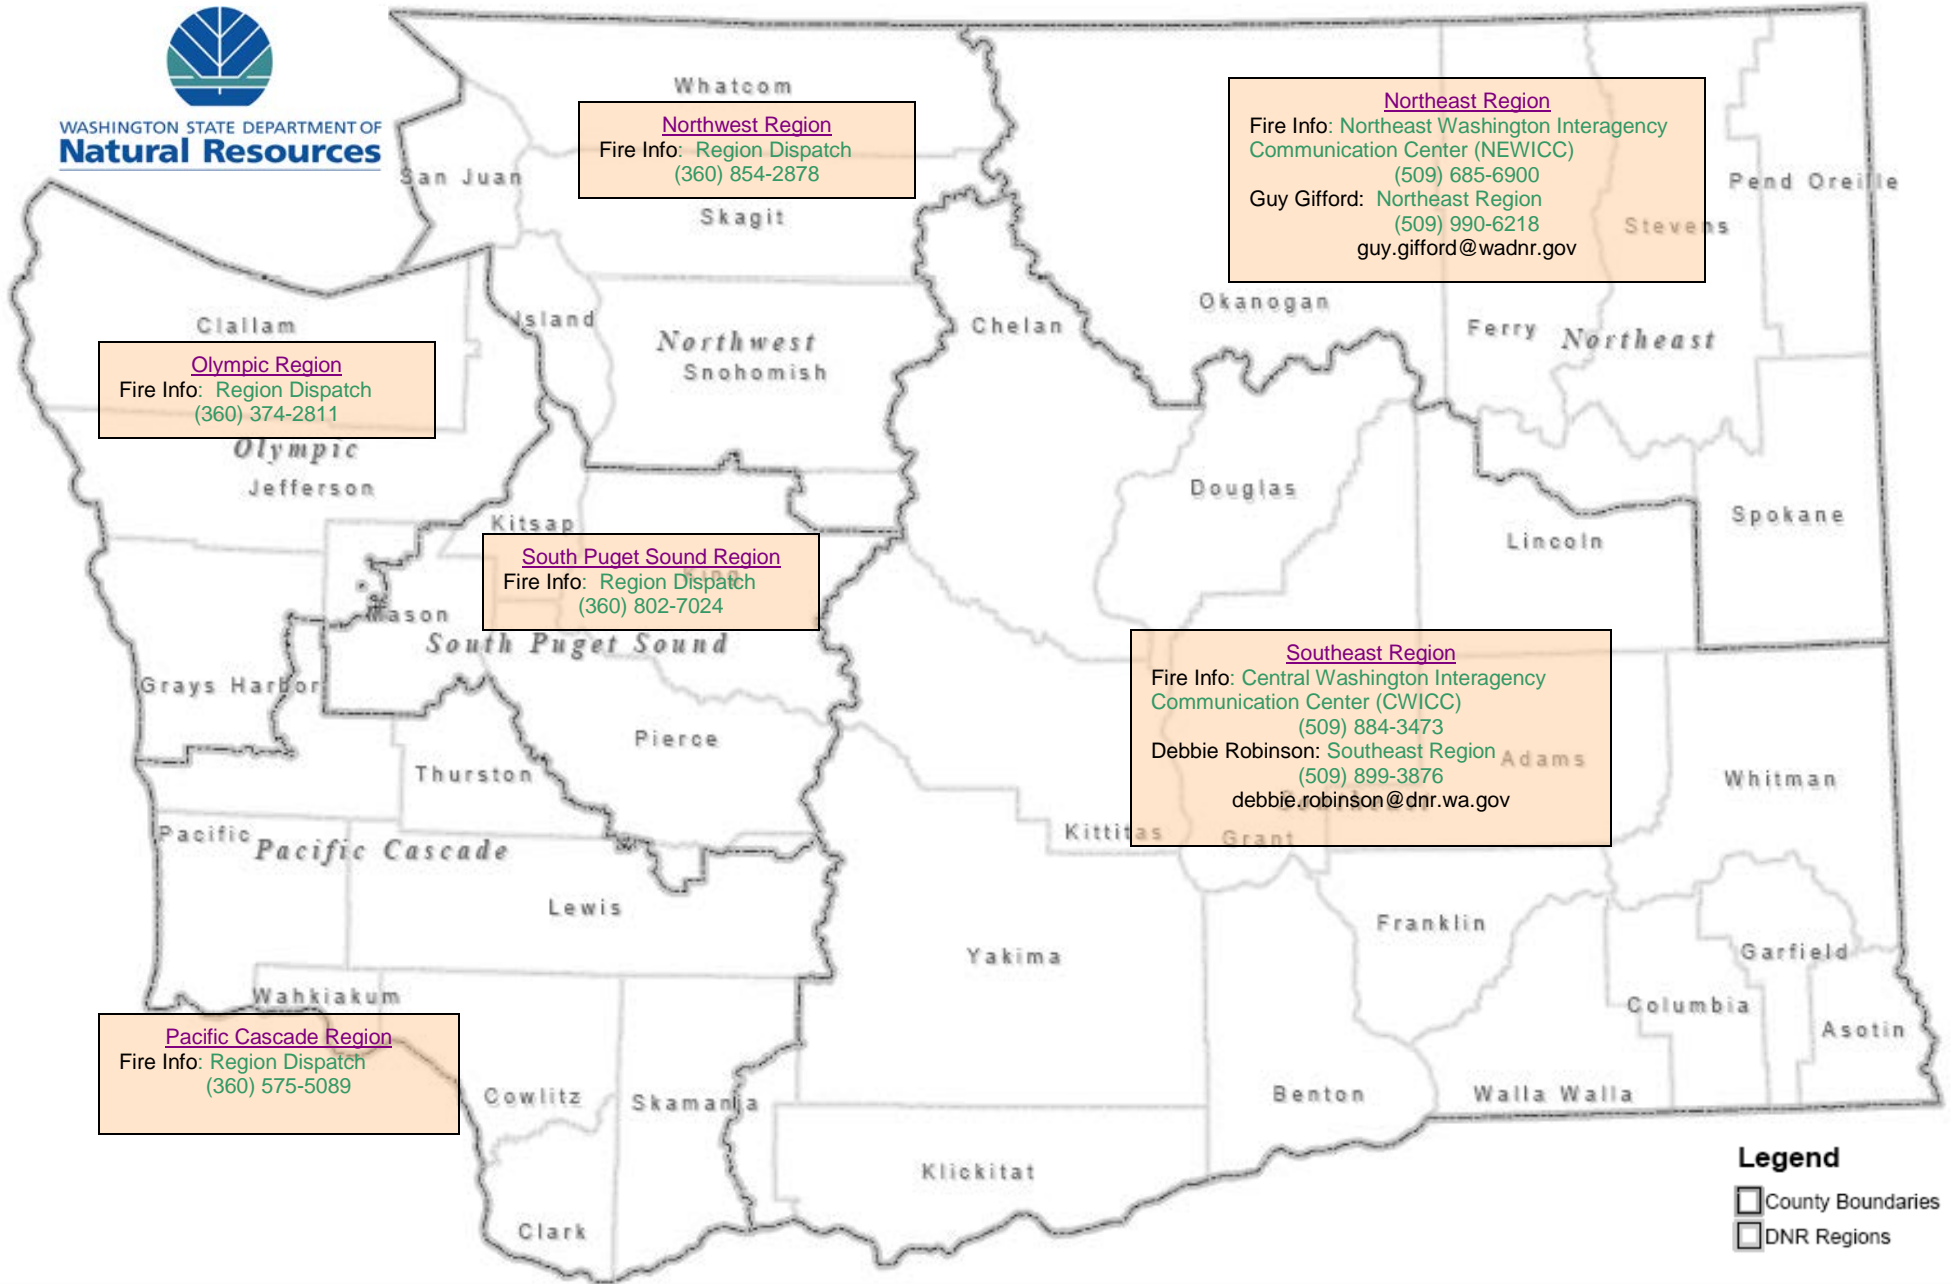 WASHINGTON STATE DEPARTMENT OF
Natural Resources
Whatcom
Northwest Region
Fire Info: Region Dispatch
(360) 854-2878
Northeast Region
Fire Info: Northeast Washington Interagency
Communication Center (NEWICC)
(509) 685-6900
Guy Gifford: Northeast Region
(509) 990-6218
guy.gifford@wadnr.gov
San Juan
Skagit
Pend Oreille
Stevens
Okanogan
Island
Clallam
Chelan
Ferry
Northeast
Northwest
Snohomish
Olympic Region
Fire Info: Region Dispatch
(360) 374-2811
Olympic
Jefferson
Douglas
Kitsap
Spokane
Lincoln
South Puget Sound Region
Fire Info: Region Dispatch
(360) 802-7024
King
Mason
South Puget Sound
Grays Harbor
Southeast Region
Fire Info: Central Washington Interagency
Communication Center (CWICC)
(509) 884-3473
Debbie Robinson: Southeast Region
(509) 899-3876
debbie.robinson@dnr.wa.gov
Adams
Pierce
Thurston
Whitman
Southeast
Pacific
Pacific Cascade
Kittitas
Grant
Lewis
Franklin
Yakima
Garfield
Wahkiakum
Columbia
Asotin
Pacific Cascade Region
Fire Info: Region Dispatch
(360) 575-5089
Cowlitz
Skamania
Benton
Walla Walla
Klickitat
Clark
Legend
County Boundaries
DNR Regions